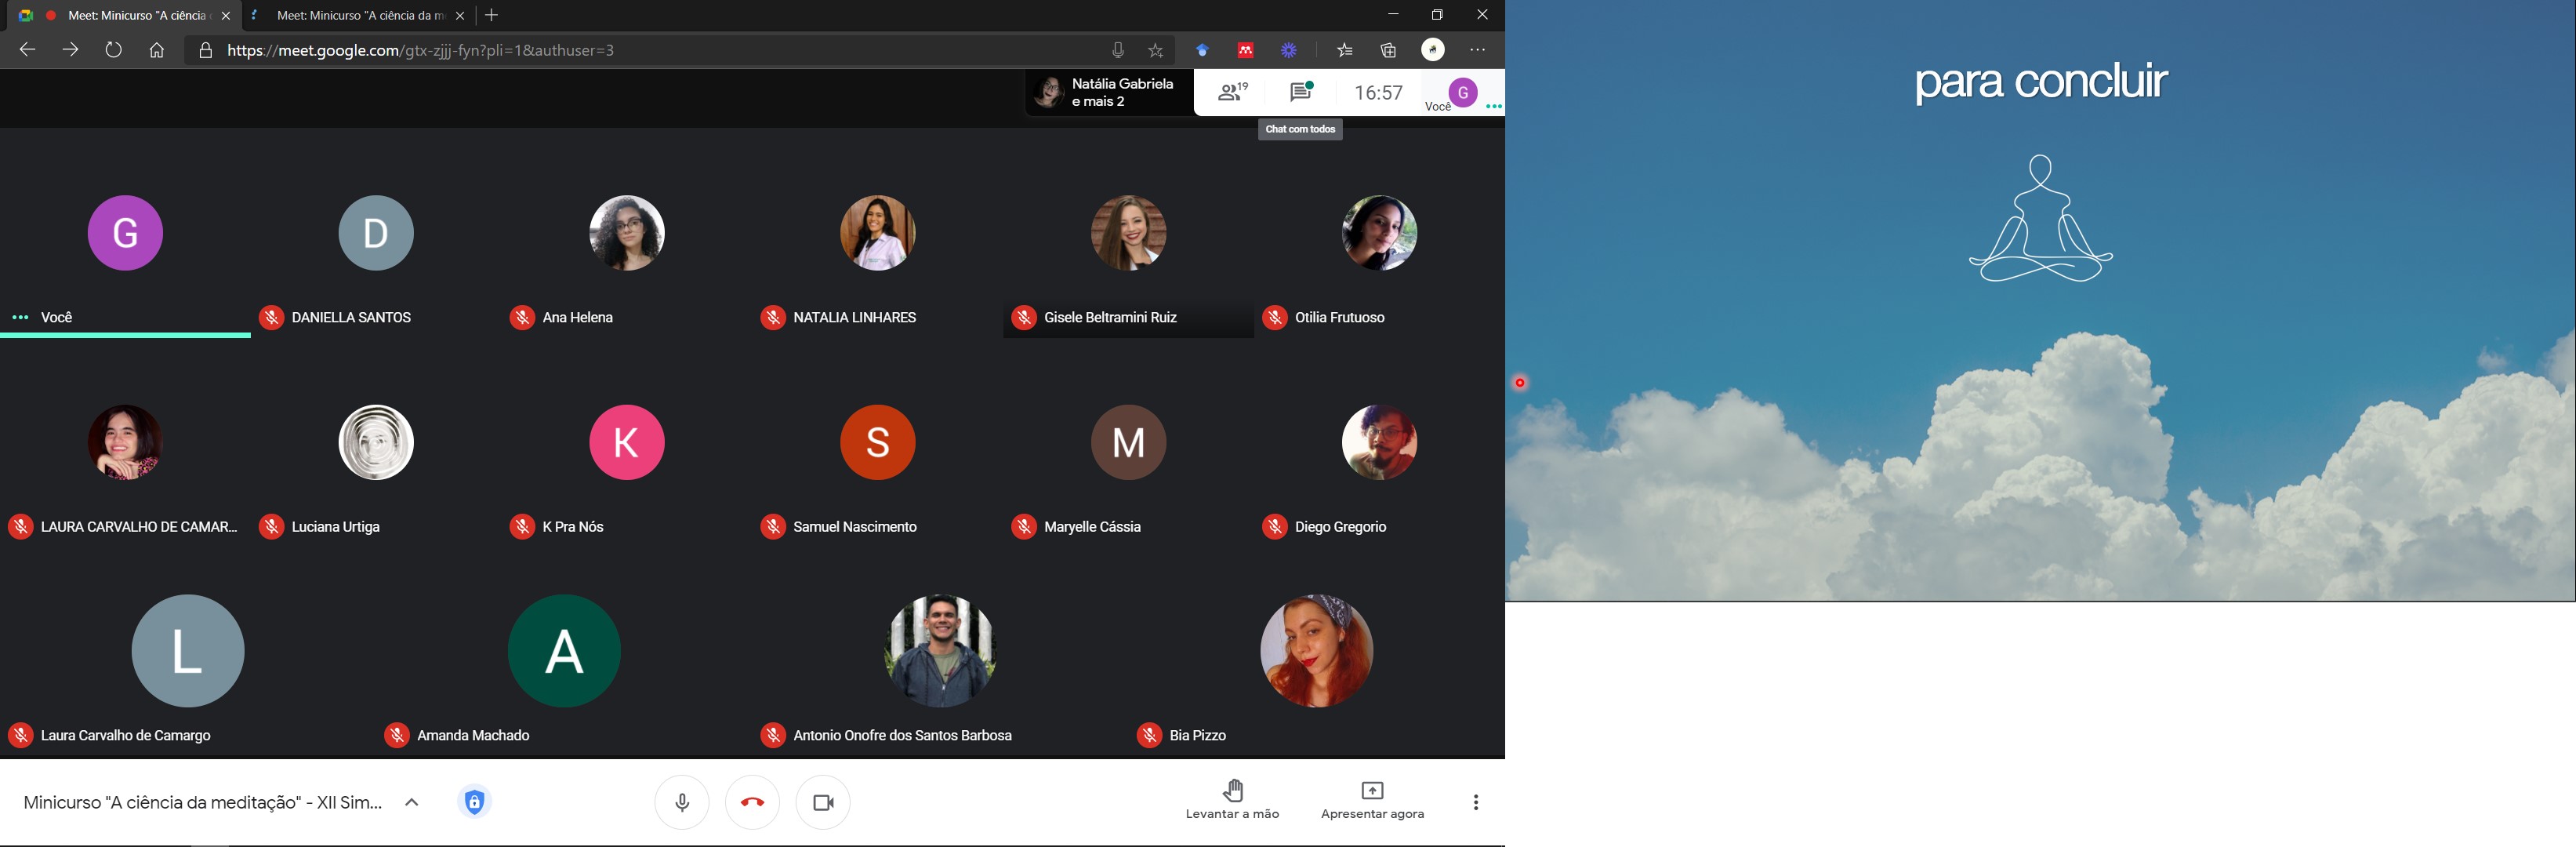 Meet: Minicurso "A ciência d
Meet: Minicurso "A ciência da m
https://meet.google.com/gtx-zjjj-fyn?pli=1&authuser=3
Natália Gabriela
e mais 2
19
16:57
G
Você
Chat com todos
para concluir
G
D
Você
DANIELLA SANTOS
Ana Helena
NATALIA LINHARES
Gisele Beltramini Ruiz
Otilia Frutuoso
K
S
M
LAURA CARVALHO DE CAMAR...
Luciana Urtiga
K Pra Nós
Samuel Nascimento
Maryelle Cássia
Diego Gregorio
L
A
Laura Carvalho de Camargo
Amanda Machado
Antonio Onofre dos Santos Barbosa
Bia Pizzo
Minicurso "A ciência da meditação" - XII Sim...
Levantar a mão
Apresentar agora